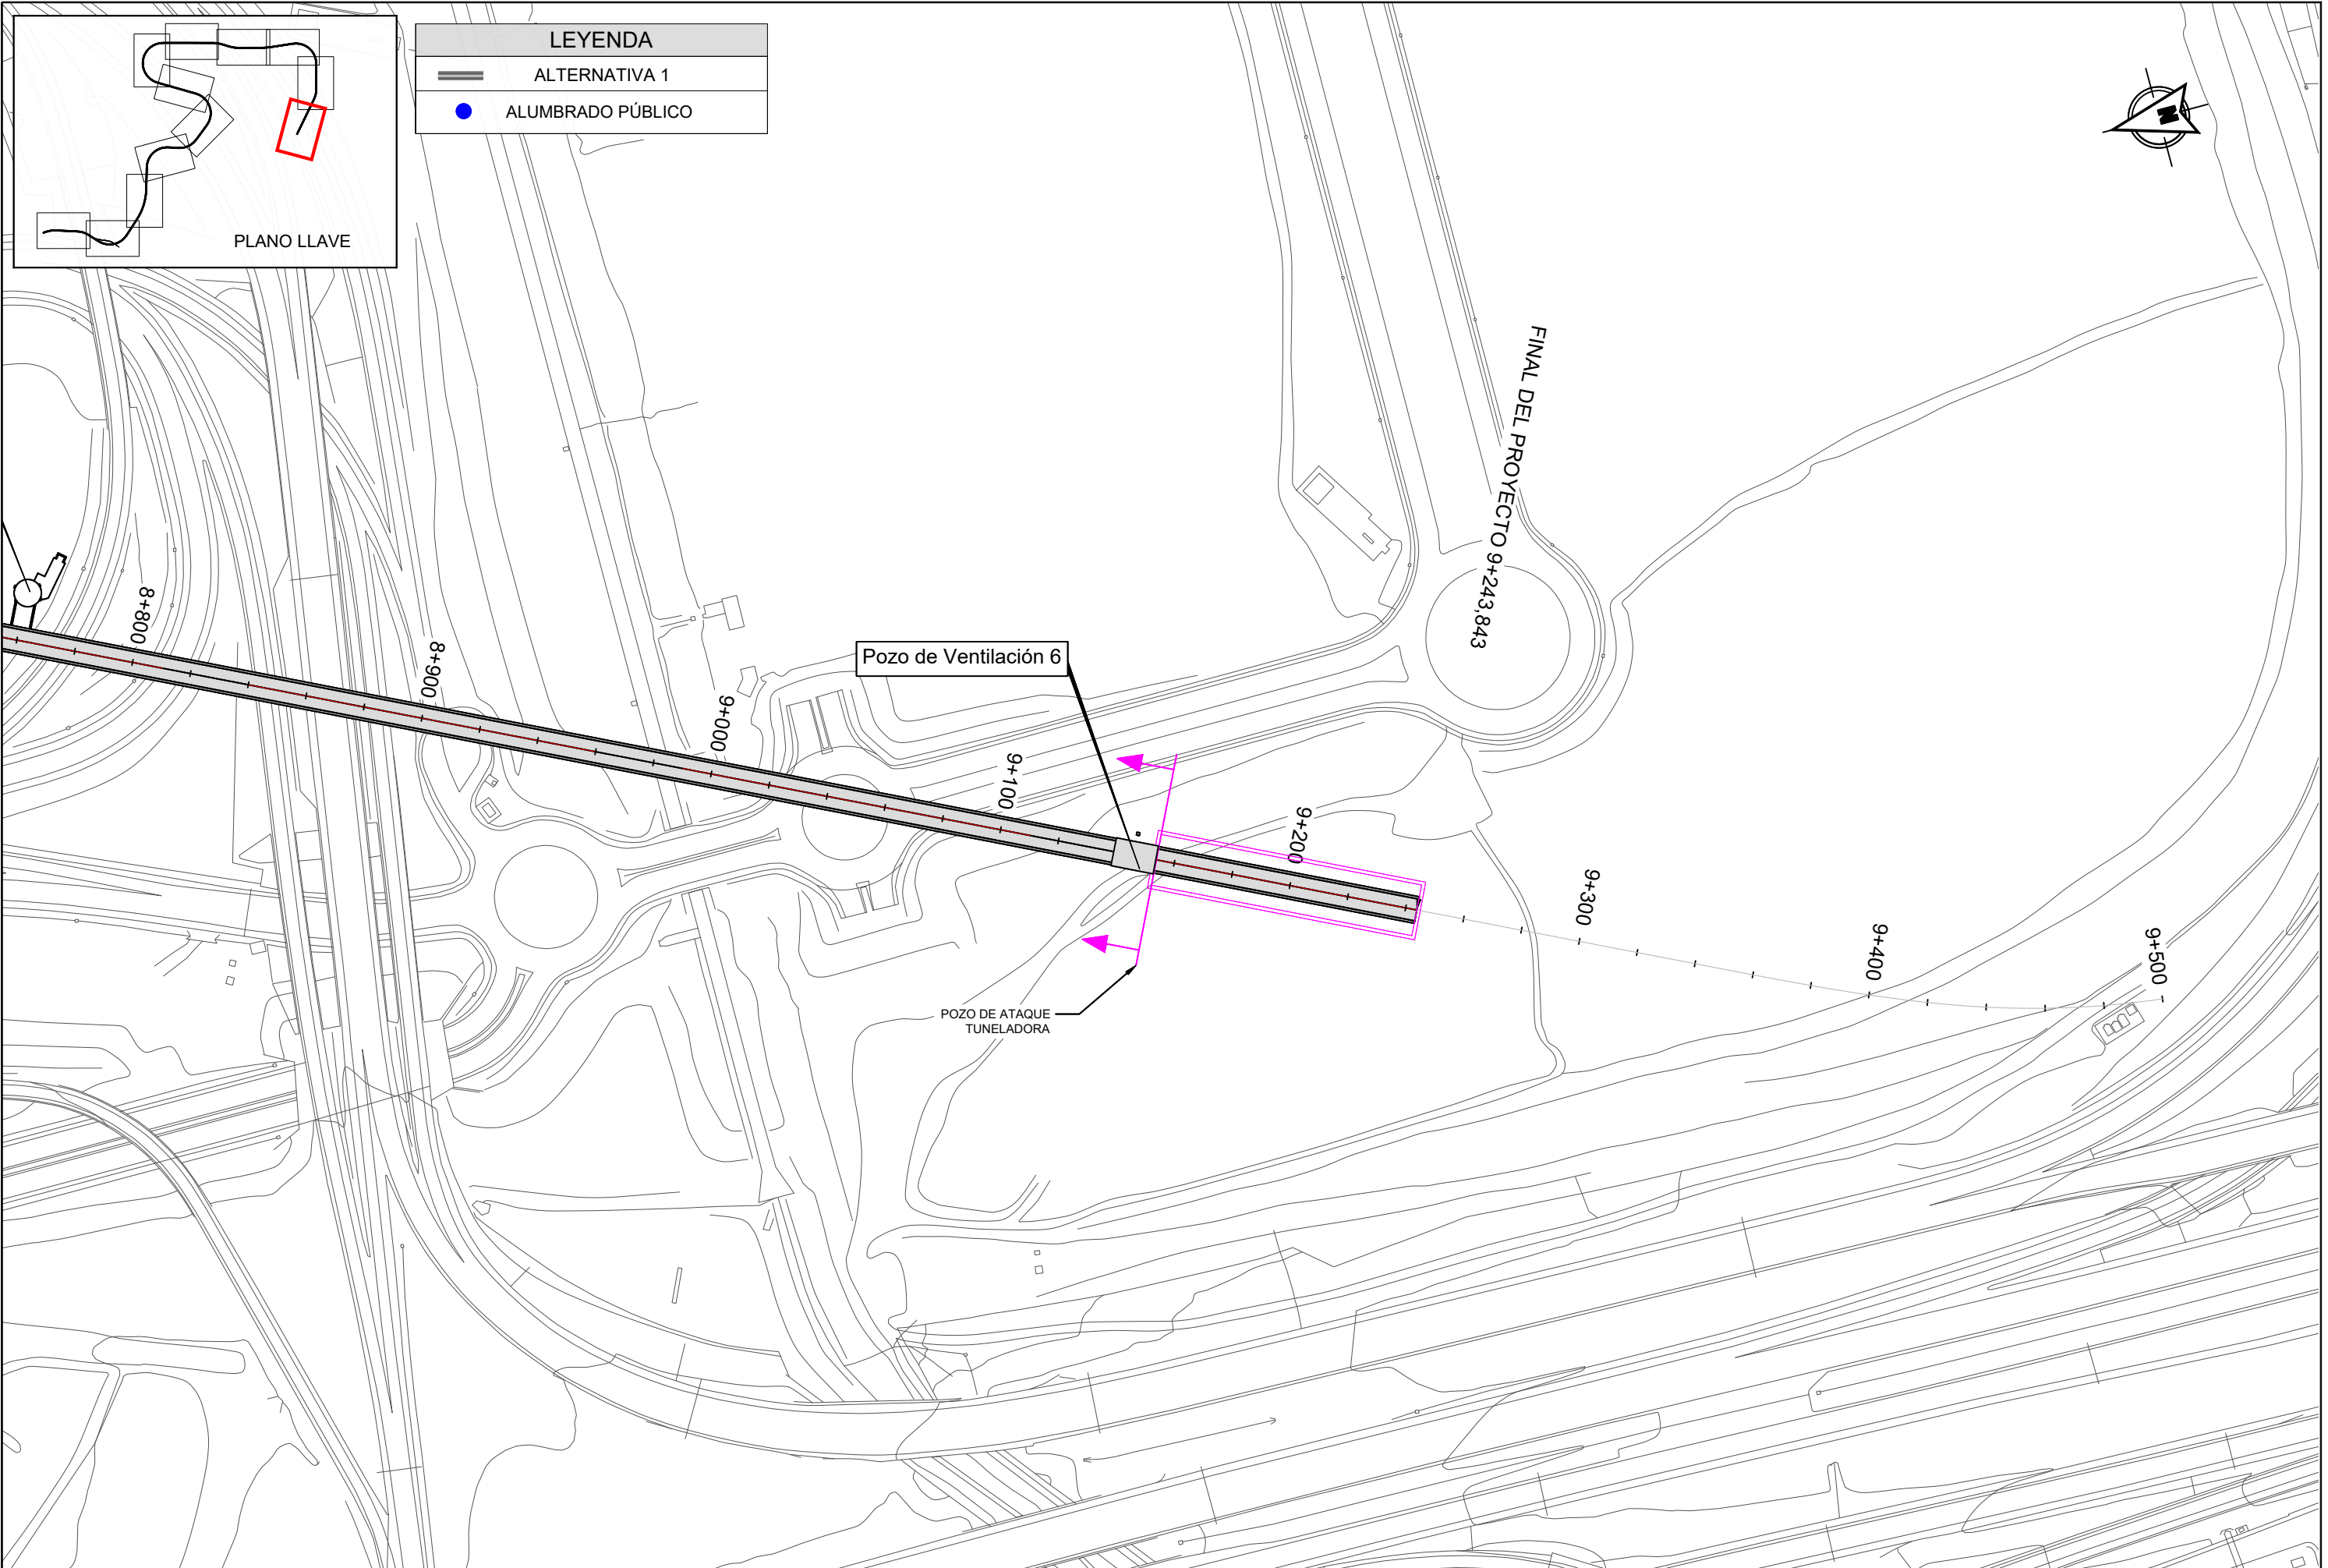 LEYENDA
ALTERNATIVA 1
ALUMBRADO PÚBLICO
PLANO LLAVE
N
FINAL DEL PROYECTO 9+243,843
8+800
8+900
9+000
9+100
9+200
9+300
9+400
9+500
Pozo de Ventilación 6
POZO DE ATAQUE
TUNELADORA